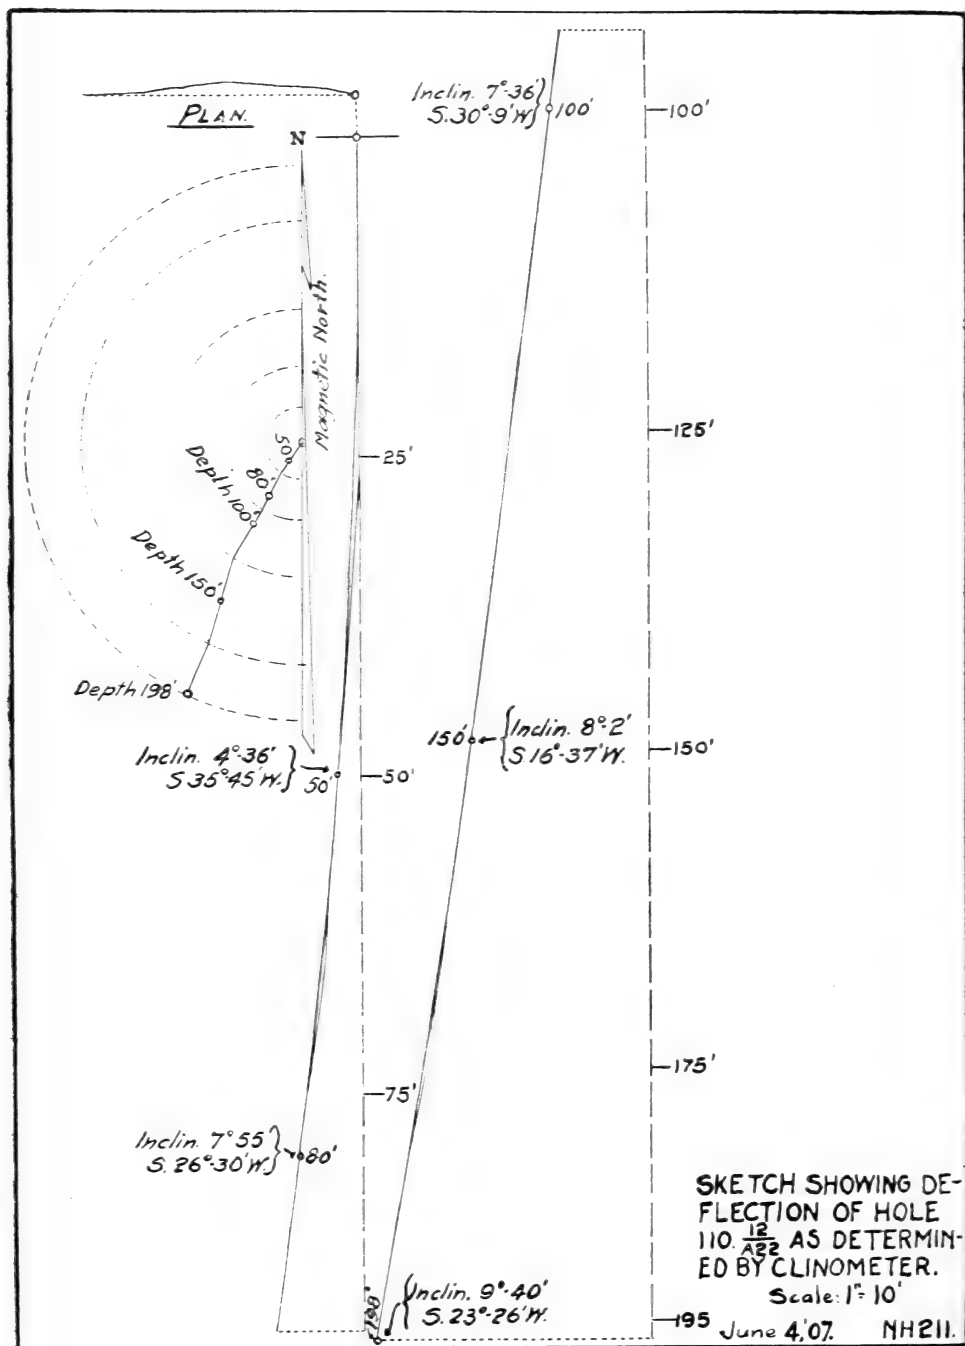 PLAN.
N
Magnetic North.
50'
80'
Depth 100'
Depth 150'
Depth 198'
25'
Inclin. 4°-36'
S 35°-45' W.
50'
50'
75'
Inclin. 7° 55'
S. 26°-30' W.
80'
Inclin. 7°-36'
S. 30°-9' W.
100'
100'
125'
150'
Inclin. 8°-2'
S. 16°-37' W.
150'
175'
198'
Inclin. 9°-40'
S. 23°-26' W.
195
SKETCH SHOWING DE-
FLECTION OF HOLE
110. 12/A22 AS DETERMIN-
ED BY CLINOMETER.
Scale: 1"= 10'
June 4,'07. NH211.